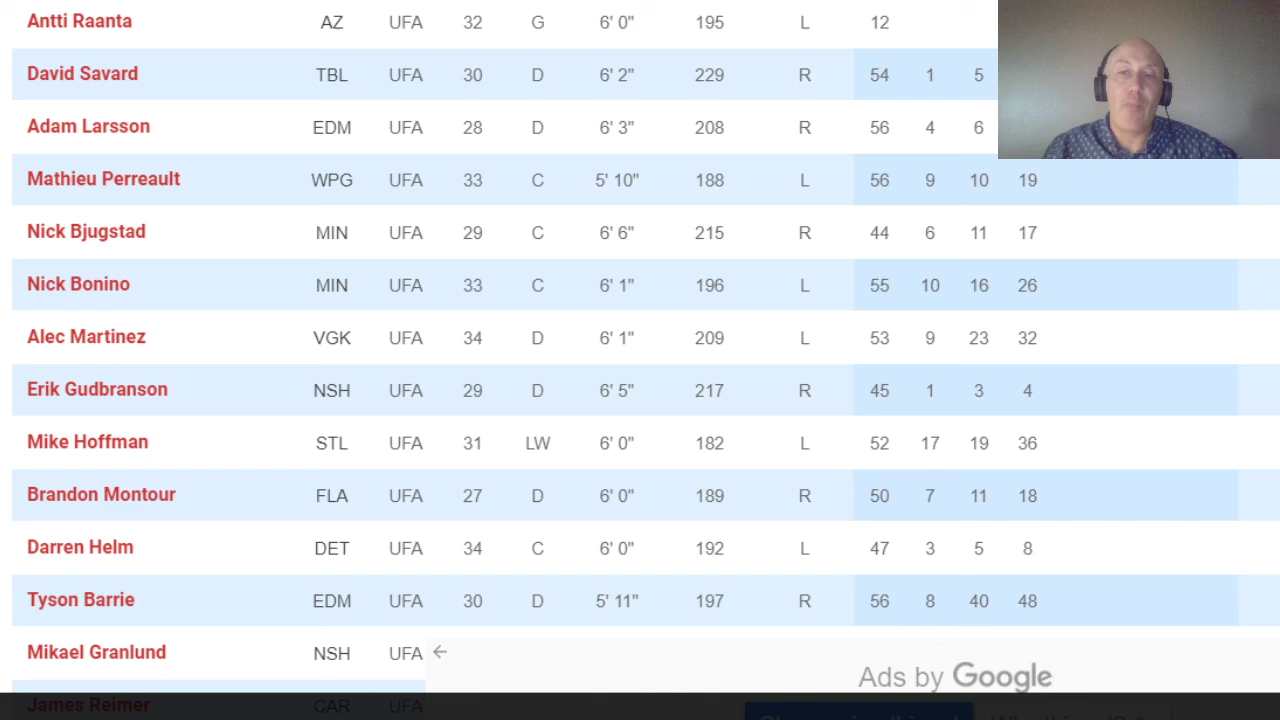 Antti Raanta AZ UFA 32 G 6' 0" 195 L 12
David Savard TBL UFA 30 D 6' 2" 229 R 54 1 5
Adam Larsson EDM UFA 28 D 6' 3" 208 R 56 4 6
Mathieu Perreault WPG UFA 33 C 5' 10" 188 L 56 9 10 19
Nick Bjugstad MIN UFA 29 C 6' 6" 215 R 44 6 11 17
Nick Bonino MIN UFA 33 C 6' 1" 196 L 55 10 16 26
Alec Martinez VGK UFA 34 D 6' 1" 209 L 53 9 23 32
Erik Gudbranson NSH UFA 29 D 6' 5" 217 R 45 1 3 4
Mike Hoffman STL UFA 31 LW 6' 0" 182 L 52 17 19 36
Brandon Montour FLA UFA 27 D 6' 0" 189 R 50 7 11 18
Darren Helm DET UFA 34 C 6' 0" 192 L 47 3 5 8
Tyson Barrie EDM UFA 30 D 5' 11" 197 R 56 8 40 48
Mikael Granlund NSH UFA
Ads by Google
James Reimer CAR UFA